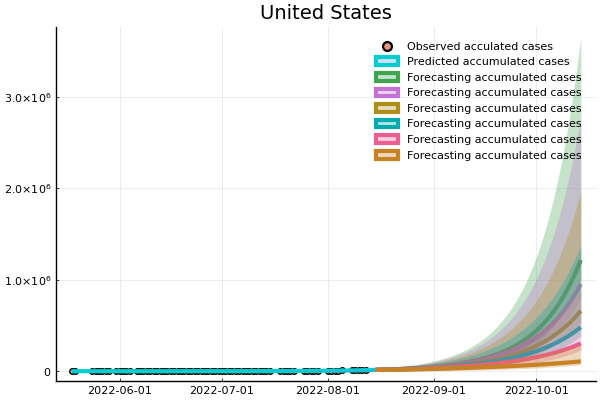 United States
Observed acculated cases
Predicted accumulated cases
Forecasting accumulated cases
Forecasting accumulated cases
Forecasting accumulated cases
Forecasting accumulated cases
Forecasting accumulated cases
Forecasting accumulated cases
3.0×10⁶
2.0×10⁶
1.0×10⁶
0
2022-06-01 2022-07-01 2022-08-01 2022-09-01 2022-10-01